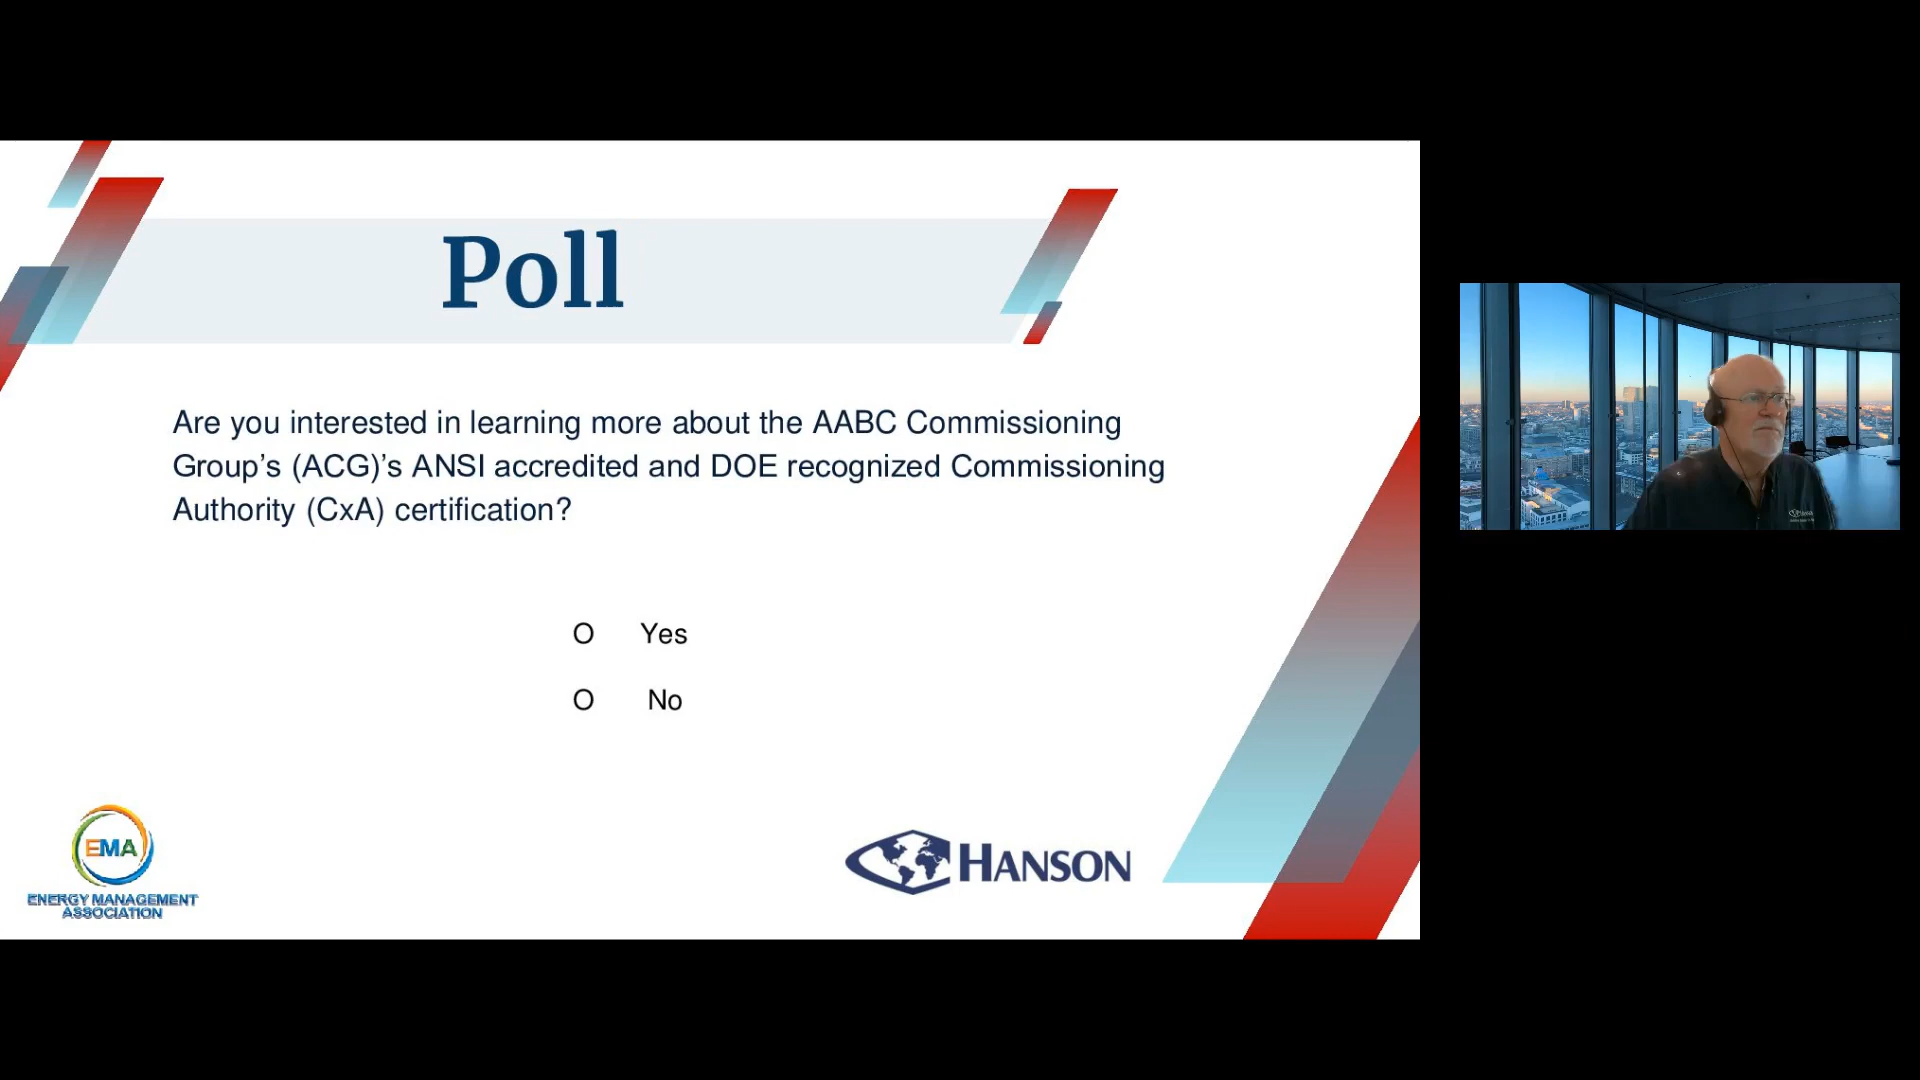 Poll
Are you interested in learning more about the AABC Commissioning
Group’s (ACG)’s ANSI accredited and DOE recognized Commissioning
Authority (CxA) certification?
O Yes
O No
EMA
ENERGY MANAGEMENT
ASSOCIATION
HANSON